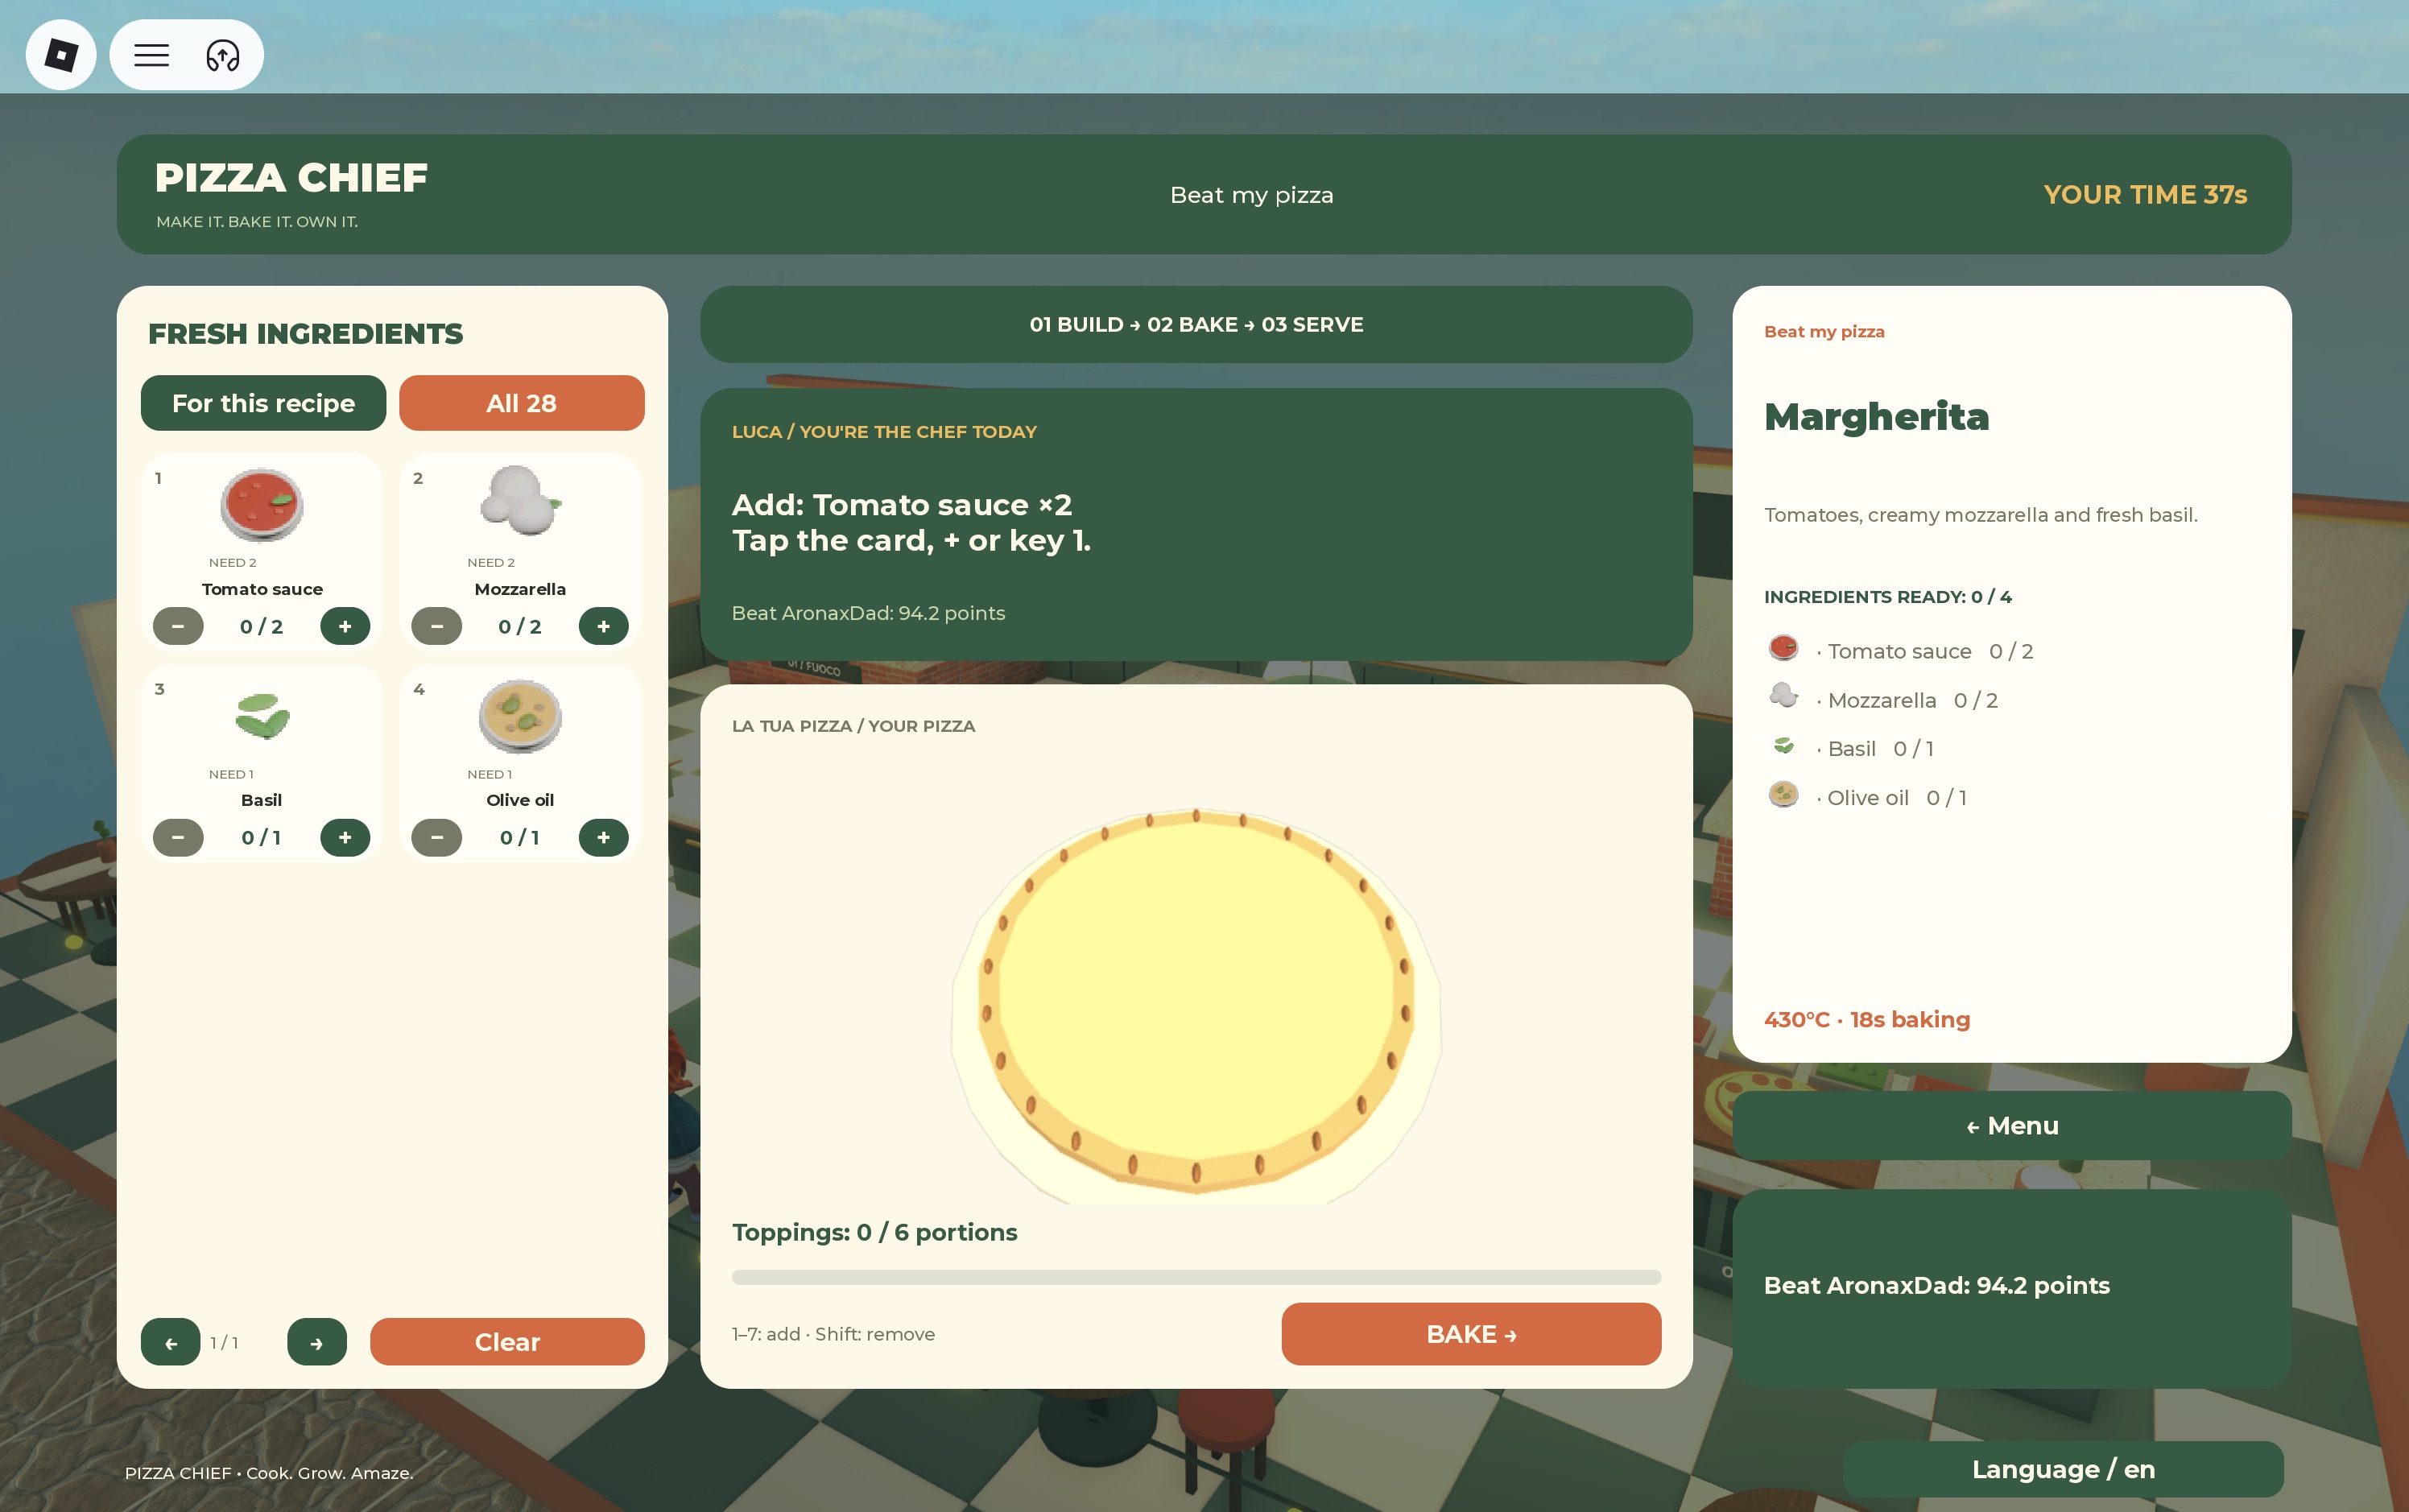 PIZZA CHIEF
MAKE IT. BAKE IT. OWN IT.
Beat my pizza
YOUR TIME 37s
FRESH INGREDIENTS
For this recipe
All 28
1
NEED 2
Tomato sauce
− 0 / 2 +
2
NEED 2
Mozzarella
− 0 / 2 +
3
NEED 1
Basil
− 0 / 1 +
4
NEED 1
Olive oil
− 0 / 1 +
← 1 / 1 →
Clear
01 BUILD → 02 BAKE → 03 SERVE
LUCA / YOU'RE THE CHEF TODAY
Add: Tomato sauce ×2
Tap the card, + or key 1.
Beat AronaxDad: 94.2 points
FUOCO
LA TUA PIZZA / YOUR PIZZA
Toppings: 0 / 6 portions
1–7: add · Shift: remove
BAKE →
Beat my pizza
Margherita
Tomatoes, creamy mozzarella and fresh basil.
INGREDIENTS READY: 0 / 4
· Tomato sauce 0 / 2
· Mozzarella 0 / 2
· Basil 0 / 1
· Olive oil 0 / 1
430°C · 18s baking
← Menu
Beat AronaxDad: 94.2 points
PIZZA CHIEF • Cook. Grow. Amaze.
Language / en